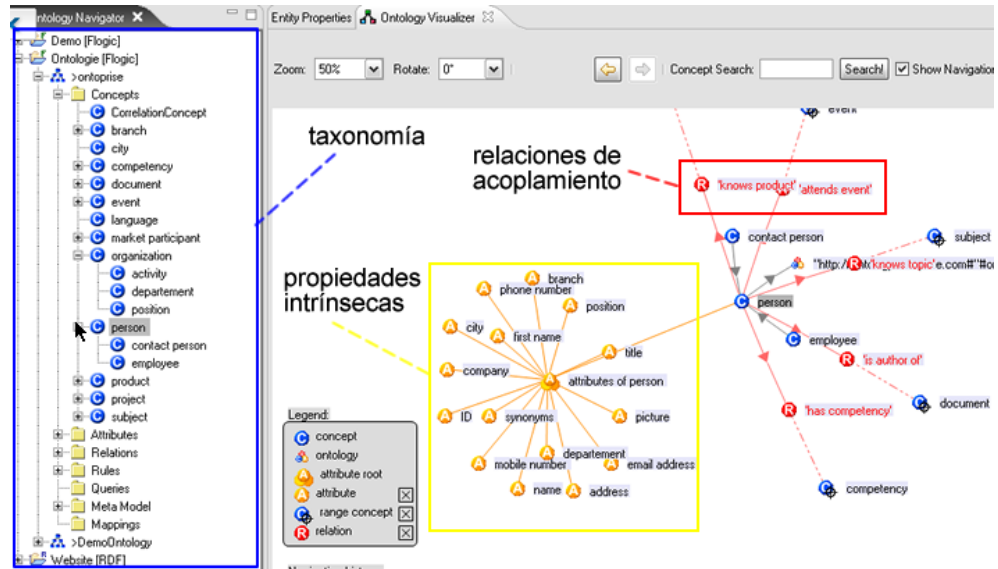 ntology Navigator
Entity Properties
Ontology Visualizer
Demo [Flogic]
Ontologie [Flogic]
>ontoprise
Concepts
CorrelationConcept
branch
city
competency
document
event
language
market participant
organization
activity
departement
position
person
contact person
employee
product
project
subject
Attributes
Relations
Rules
Queries
Meta Model
Mappings
>DemoOntology
Website [RDF]
Zoom: 50%
Rotate: 0°
Concept Search:
Search!
Show Navigation
taxonomía
relaciones de
acoplamiento
propiedades
intrínsecas
event
'knows product'
'attends event'
contact person
subject
"http://
'knows topic'
e.com#"#o
person
employee
'is author of'
document
'has competency'
competency
branch
phone number
position
city
first name
title
company
attributes of person
ID
synonyms
picture
departement
mobile number
email address
name
address
Legend:
concept
ontology
attribute root
attribute
range concept
relation